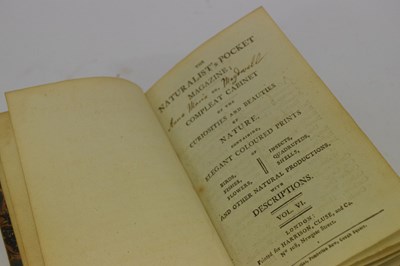 THE
NATURALIST'S POCKET
MAGAZINE;
or,
COMPLEAT CABINET
OF THE
CURIOSITIES AND BEAUTIES
OF
NATURE.
CONTAINING,
ELEGANT COLOURED PRINTS
OF
BIRDS, INSECTS,
FISHES, QUADRUPEDS,
FLOWERS, SHELLS,
AND OTHER NATURAL PRODUCTIONS,
WITH
DESCRIPTIONS.
VOL. VI.
LONDON:
Printed for HARRISON, CLUSE, and Co.
No 108, Newgate Street.